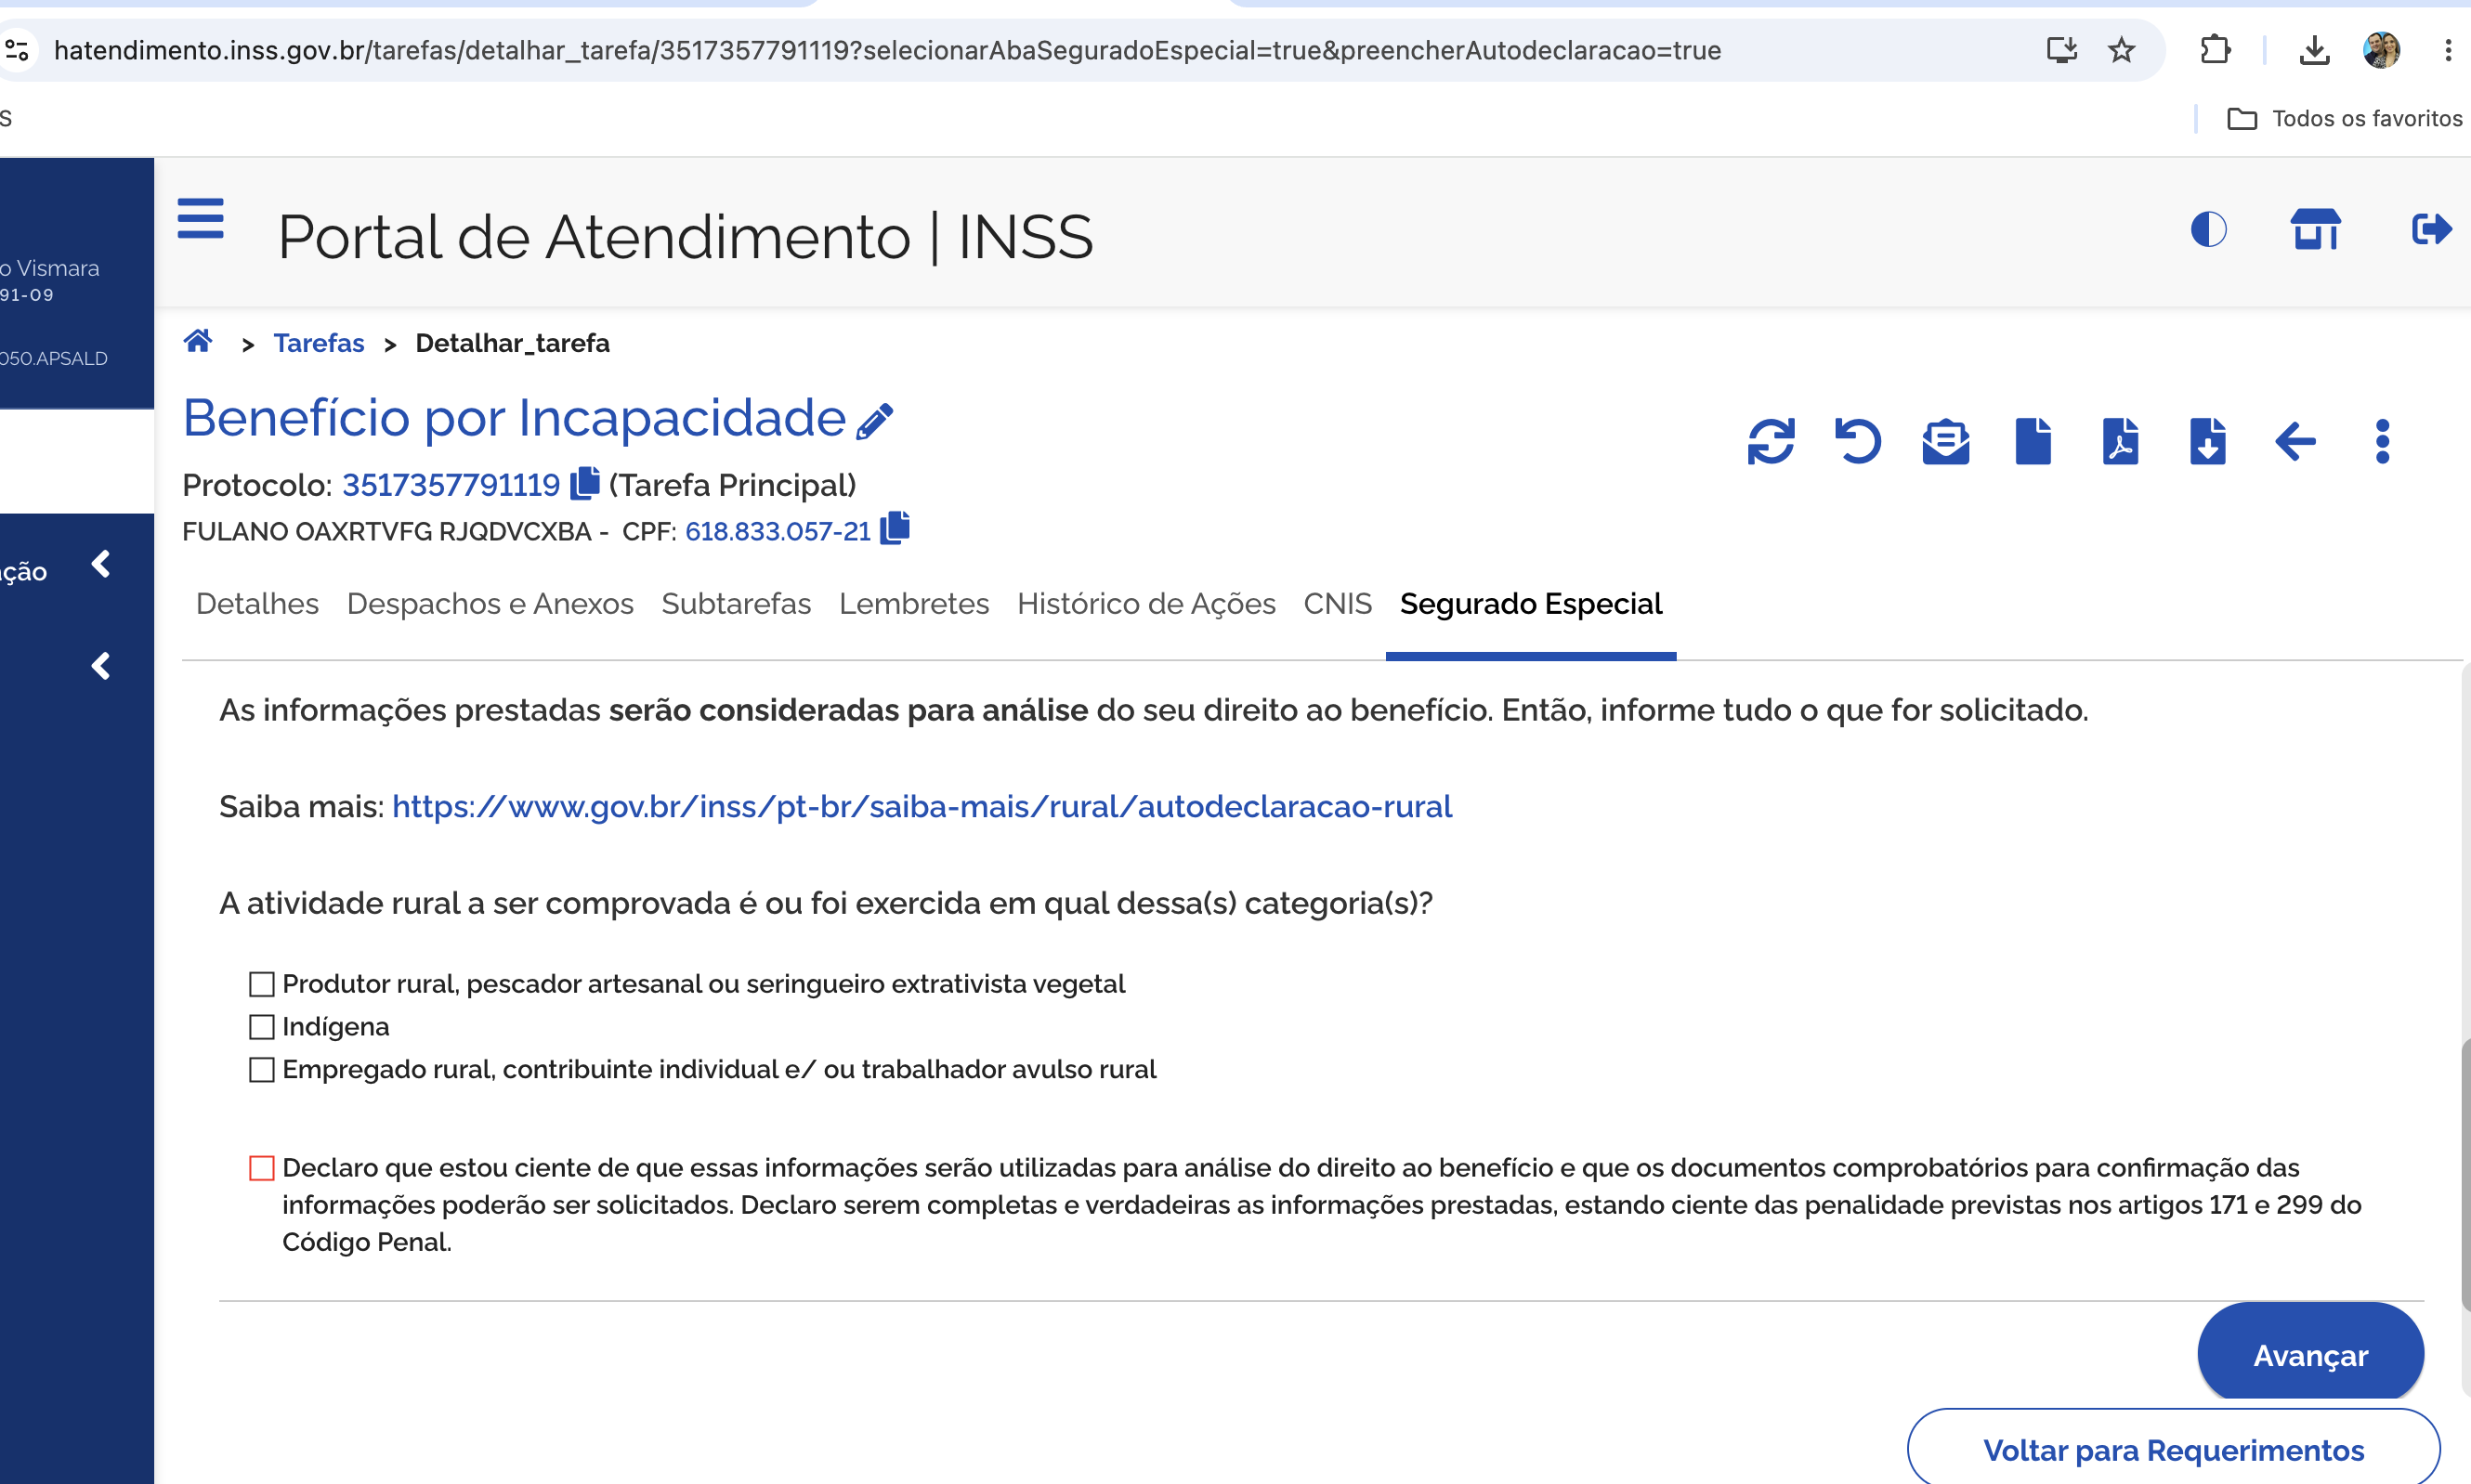 hatendimento.inss.gov.br/tarefas/detalhar_tarefa/3517357791119?selecionarAbaSeguradoEspecial=true&preencherAutodeclaracao=true
s
Todos os favoritos
Portal de Atendimento | INSS
o Vismara
91-09
050.APSALD
ação
> Tarefas > Detalhar_tarefa
Benefício por Incapacidade
Protocolo: 3517357791119 (Tarefa Principal)
FULANO OAXRTVFG RJQDVCXBA - CPF: 618.833.057-21
Detalhes Despachos e Anexos Subtarefas Lembretes Histórico de Ações CNIS Segurado Especial
As informações prestadas serão consideradas para análise do seu direito ao benefício. Então, informe tudo o que for solicitado.
Saiba mais: https://www.gov.br/inss/pt-br/saiba-mais/rural/autodeclaracao-rural
A atividade rural a ser comprovada é ou foi exercida em qual dessa(s) categoria(s)?
Produtor rural, pescador artesanal ou seringueiro extrativista vegetal
Indígena
Empregado rural, contribuinte individual e/ ou trabalhador avulso rural
Declaro que estou ciente de que essas informações serão utilizadas para análise do direito ao benefício e que os documentos comprobatórios para confirmação das
informações poderão ser solicitados. Declaro serem completas e verdadeiras as informações prestadas, estando ciente das penalidade previstas nos artigos 171 e 299 do
Código Penal.
Avançar
Voltar para Requerimentos